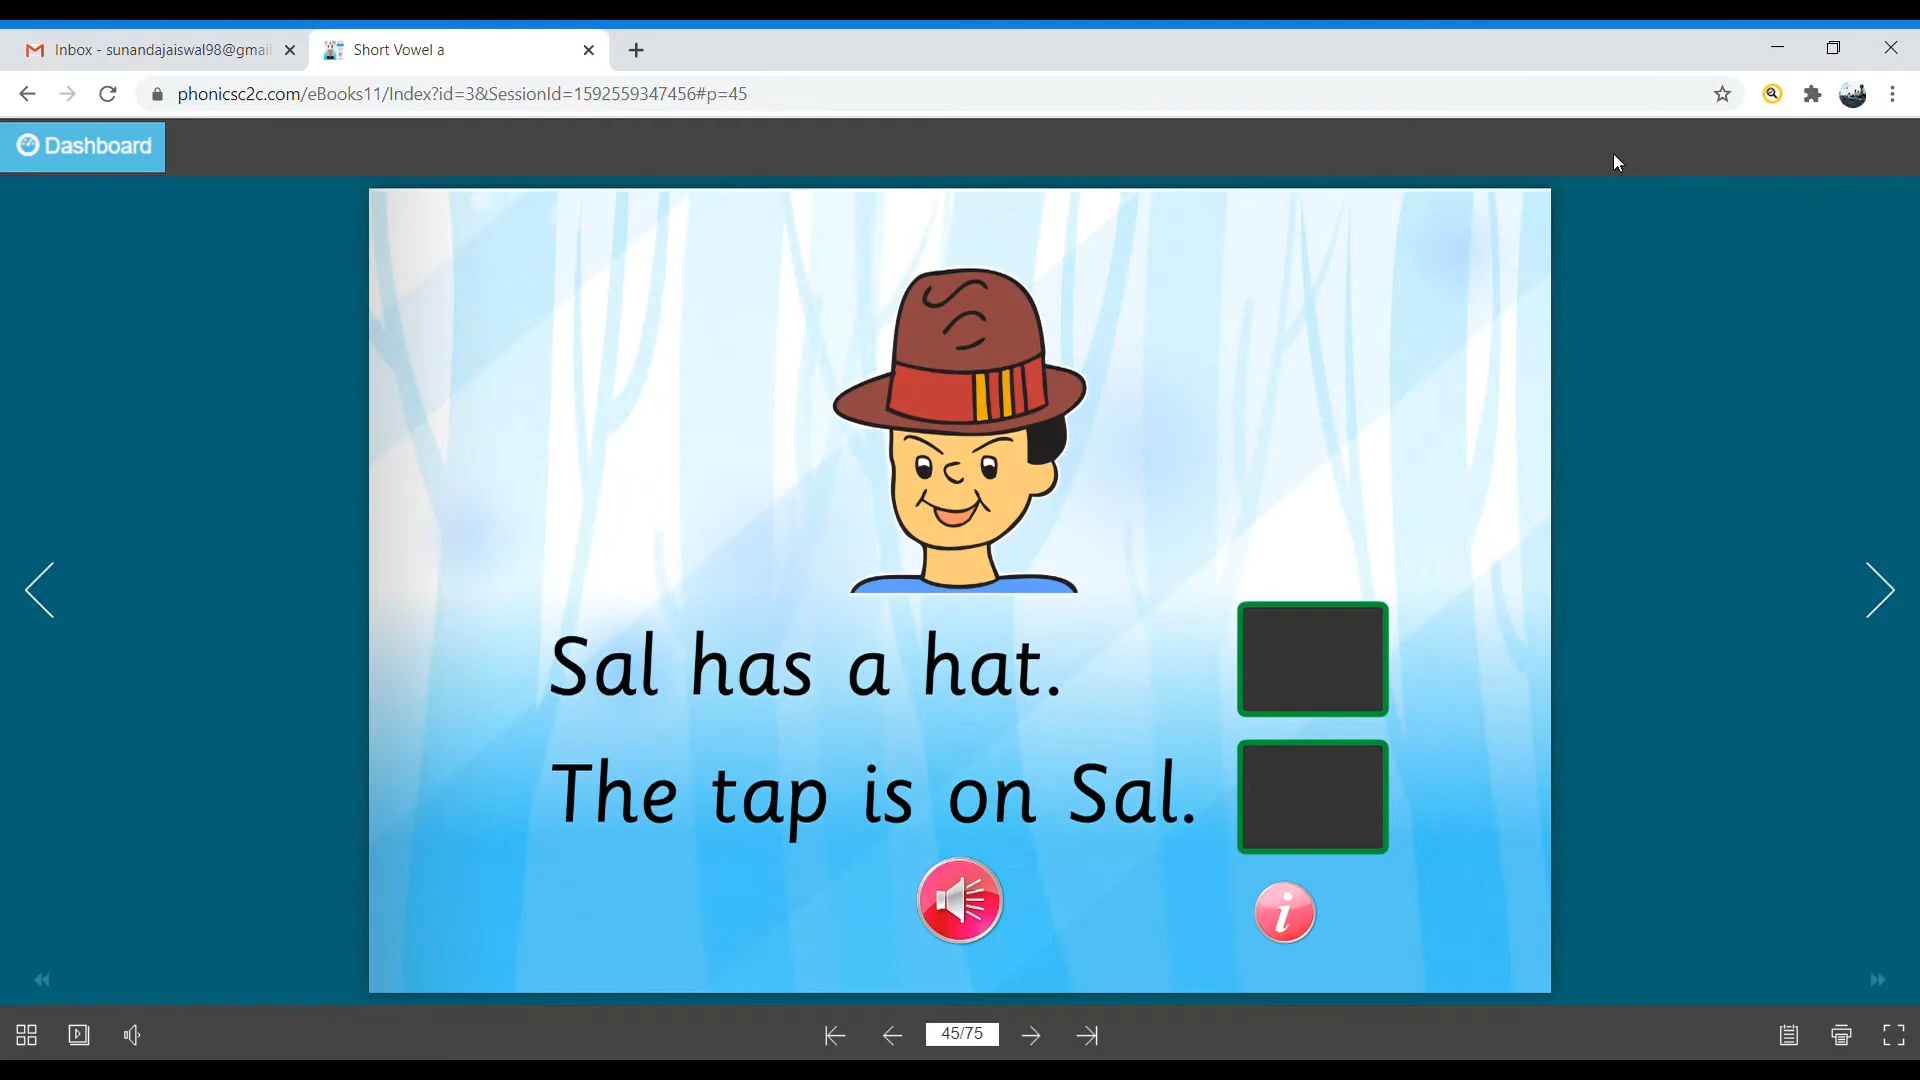 Inbox - sunandajaiswal98@gmai
Short Vowel a
phonicsc2c.com/eBooks11/Index?id=3&SessionId=1592559347456#p=45
Dashboard
Sal has a hat.
The tap is on Sal.
i
45/75